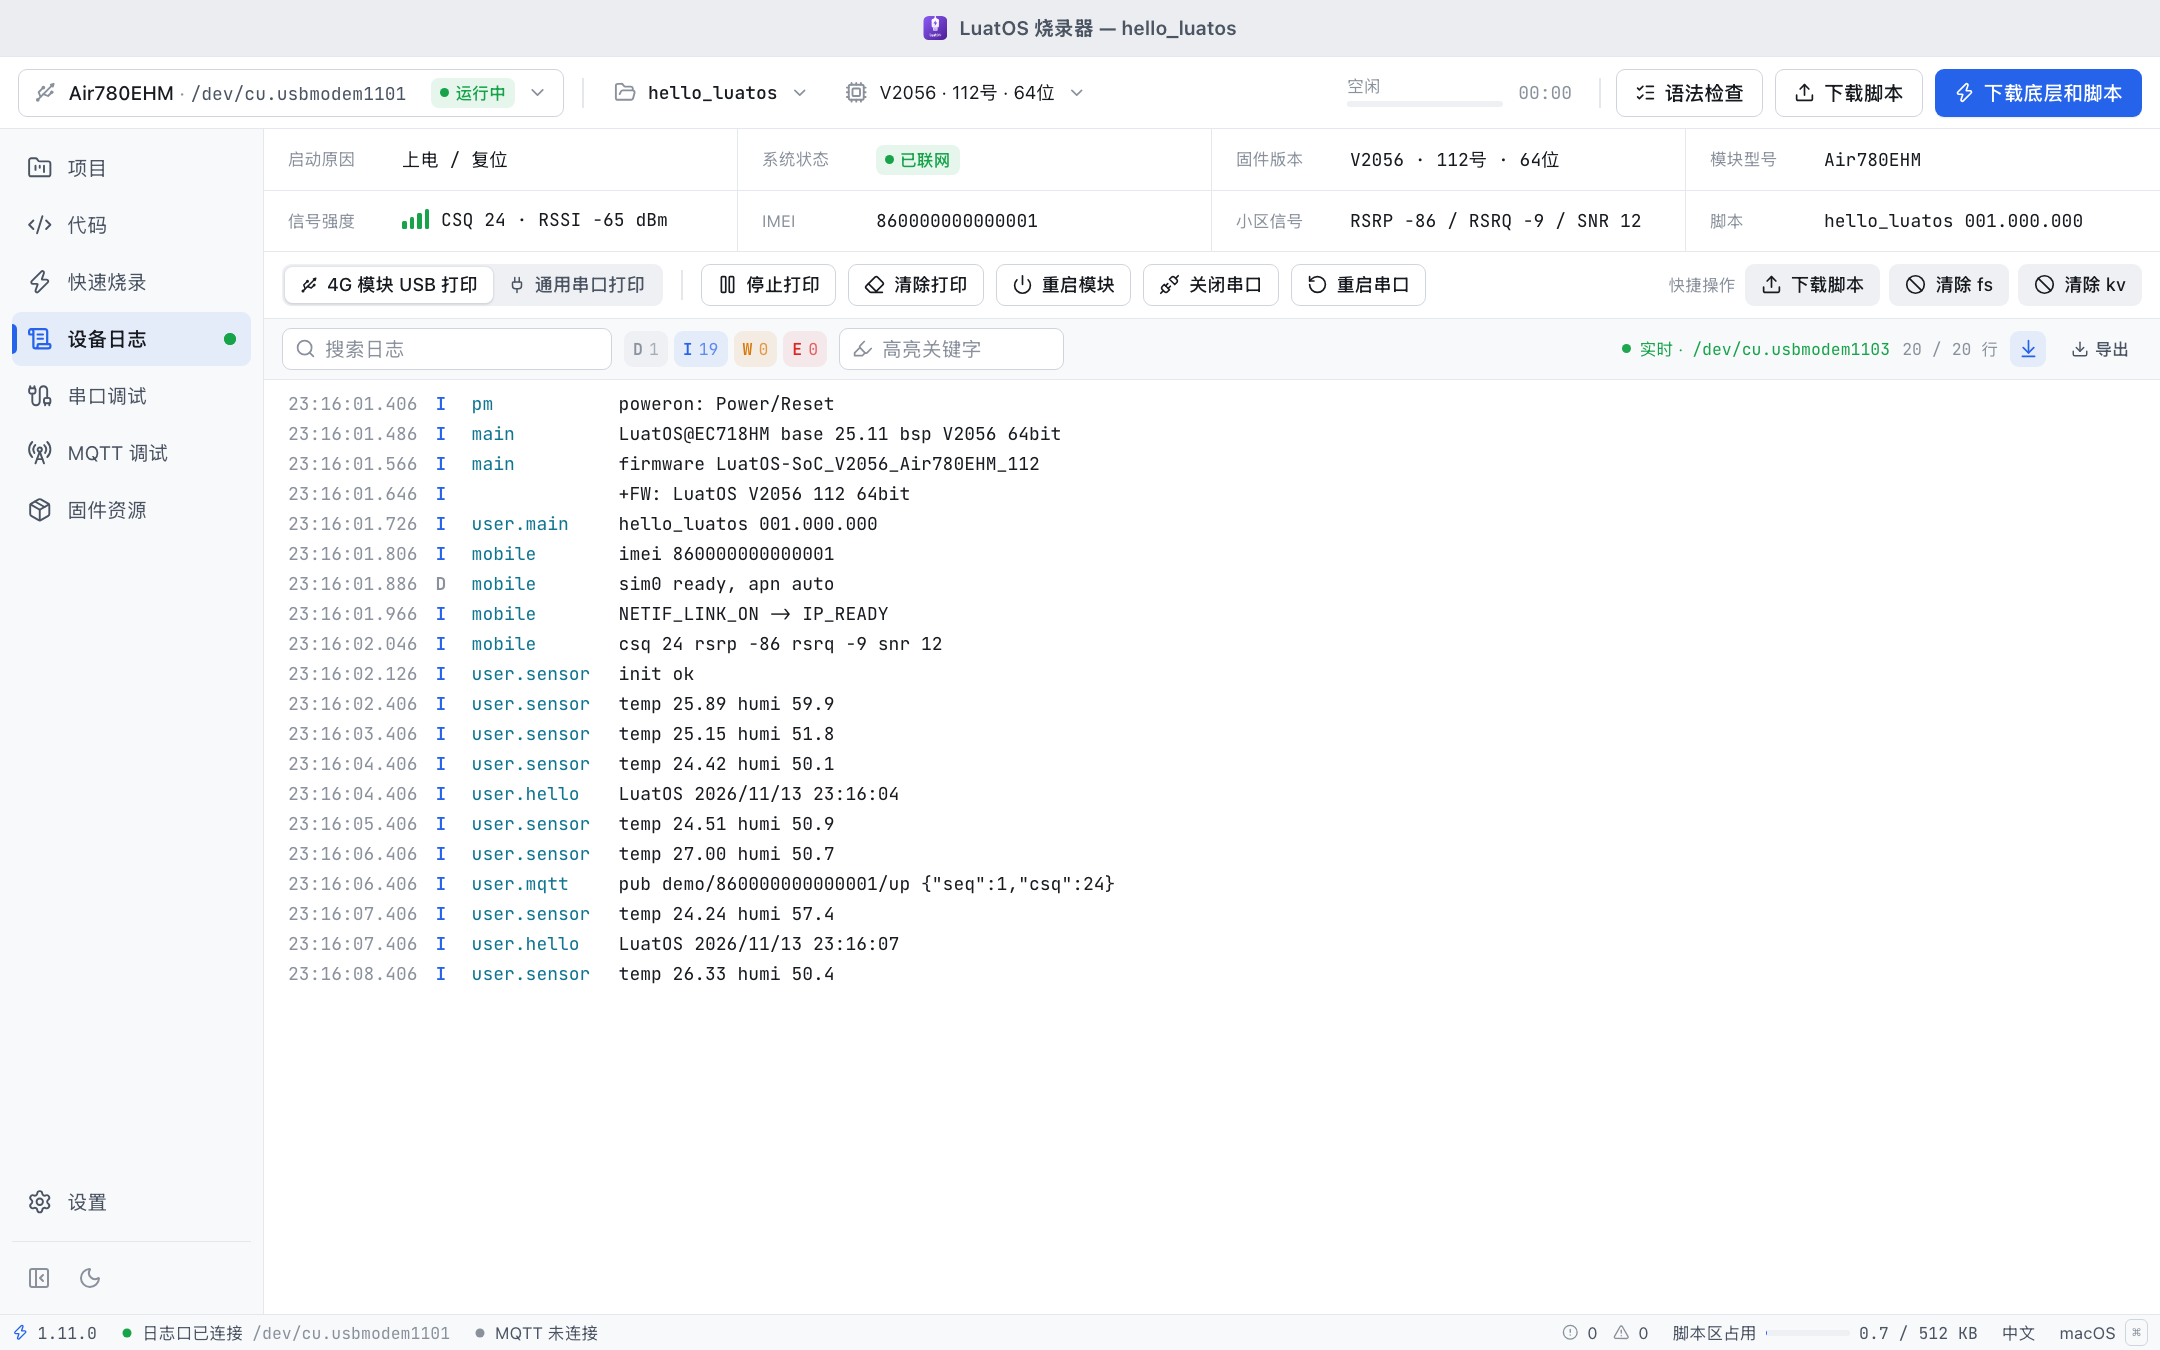 LuatOS 烧录器 — hello_luatos
Air780EHM · /dev/cu.usbmodem1101 运行中 hello_luatos V2056 · 112号 · 64位 空闲 00:00 语法检查 下载脚本 下载底层和脚本
项目
代码
快速烧录
设备日志
串口调试
MQTT 调试
固件资源
设置
启动原因 上电 / 复位 系统状态 已联网 固件版本 V2056 · 112号 · 64位 模块型号 Air780EHM
信号强度 CSQ 24 · RSSI -65 dBm IMEI 860000000000001 小区信号 RSRP -86 / RSRQ -9 / SNR 12 脚本 hello_luatos 001.000.000
4G 模块 USB 打印 通用串口打印 停止打印 清除打印 重启模块 关闭串口 重启串口 快捷操作 下载脚本 清除 fs 清除 kv
搜索日志 D 1 I 19 W 0 E 0 高亮关键字 实时 · /dev/cu.usbmodem1103 20 / 20 行 导出
23:16:01.406 I pm poweron: Power/Reset
23:16:01.486 I main LuatOS@EC718HM base 25.11 bsp V2056 64bit
23:16:01.566 I main firmware LuatOS-SoC_V2056_Air780EHM_112
23:16:01.646 I +FW: LuatOS V2056 112 64bit
23:16:01.726 I user.main hello_luatos 001.000.000
23:16:01.806 I mobile imei 860000000000001
23:16:01.886 D mobile sim0 ready, apn auto
23:16:01.966 I mobile NETIF_LINK_ON -> IP_READY
23:16:02.046 I mobile csq 24 rsrp -86 rsrq -9 snr 12
23:16:02.126 I user.sensor init ok
23:16:02.406 I user.sensor temp 25.89 humi 59.9
23:16:03.406 I user.sensor temp 25.15 humi 51.8
23:16:04.406 I user.sensor temp 24.42 humi 50.1
23:16:04.406 I user.hello LuatOS 2026/11/13 23:16:04
23:16:05.406 I user.sensor temp 24.51 humi 50.9
23:16:06.406 I user.sensor temp 27.00 humi 50.7
23:16:06.406 I user.mqtt pub demo/860000000000001/up {"seq":1,"csq":24}
23:16:07.406 I user.sensor temp 24.24 humi 57.4
23:16:07.406 I user.hello LuatOS 2026/11/13 23:16:07
23:16:08.406 I user.sensor temp 26.33 humi 50.4
1.11.0 日志口已连接 /dev/cu.usbmodem1101 MQTT 未连接 0 0 脚本区占用 0.7 / 512 KB 中文 macOS ⌘